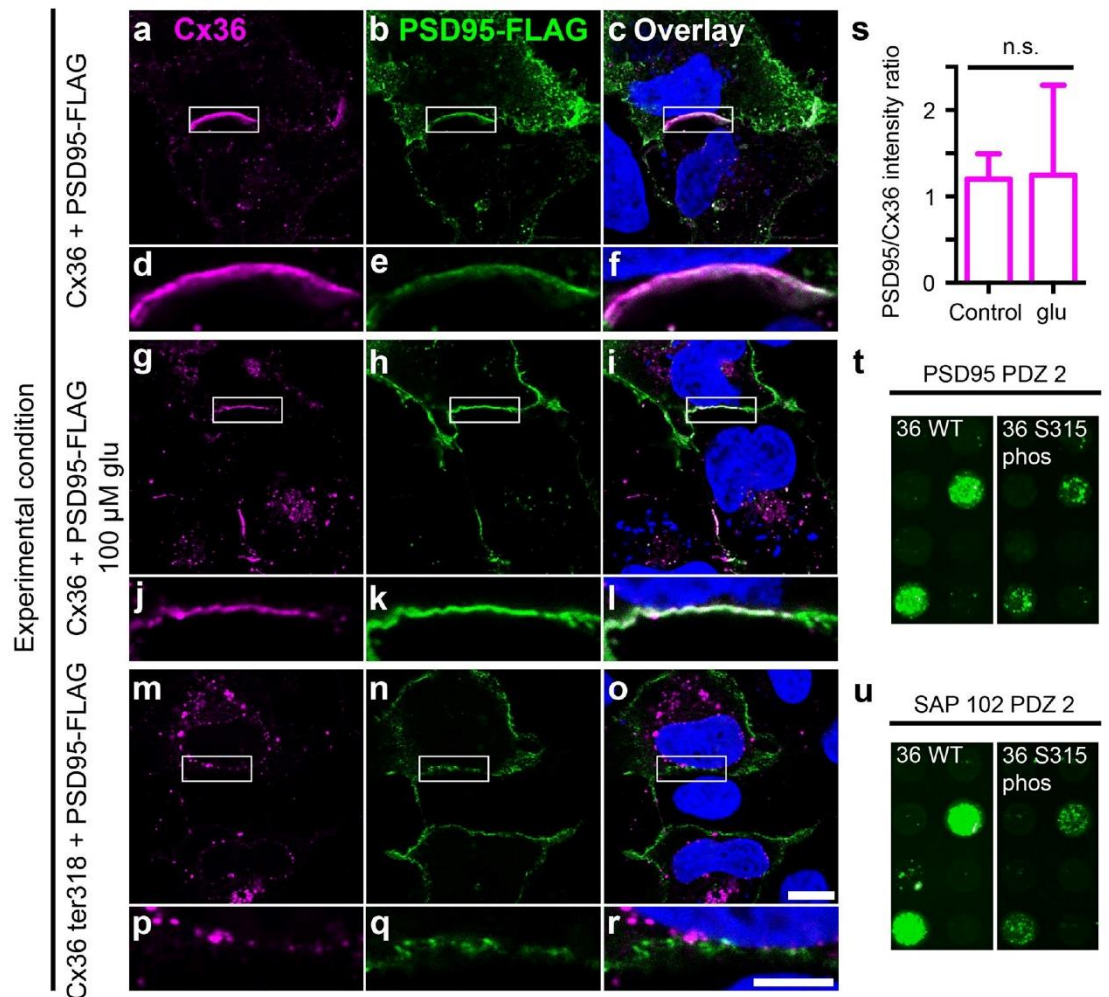 Experimental condition
Cx36 + PSD95-FLAG
Cx36 + PSD95-FLAG
100 µM glu
Cx36 ter318 + PSD95-FLAG
a Cx36
b PSD95-FLAG
c Overlay
d
e
f
g
h
i
j
k
l
m
n
o
p
q
r
s
n.s.
PSD95/Cx36 intensity ratio
2
1
0
Control
glu
t
PSD95 PDZ 2
36 WT
36 S315
phos
u
SAP 102 PDZ 2
36 WT
36 S315
phos